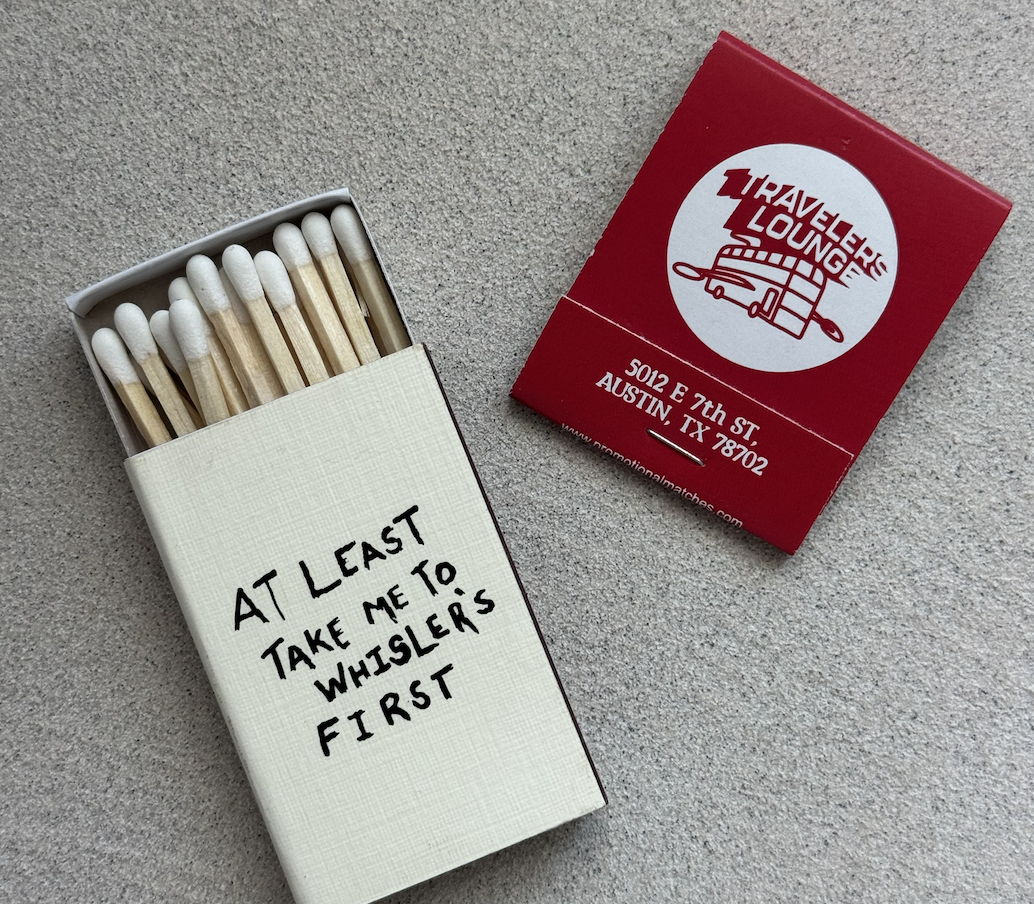 AT LEAST
TAKE ME TO
WHISLER'S
FIRST
TRAVELERS
LOUNGE
5012 E 7th ST,
AUSTIN, TX 78702
www.promotionalmatches.com